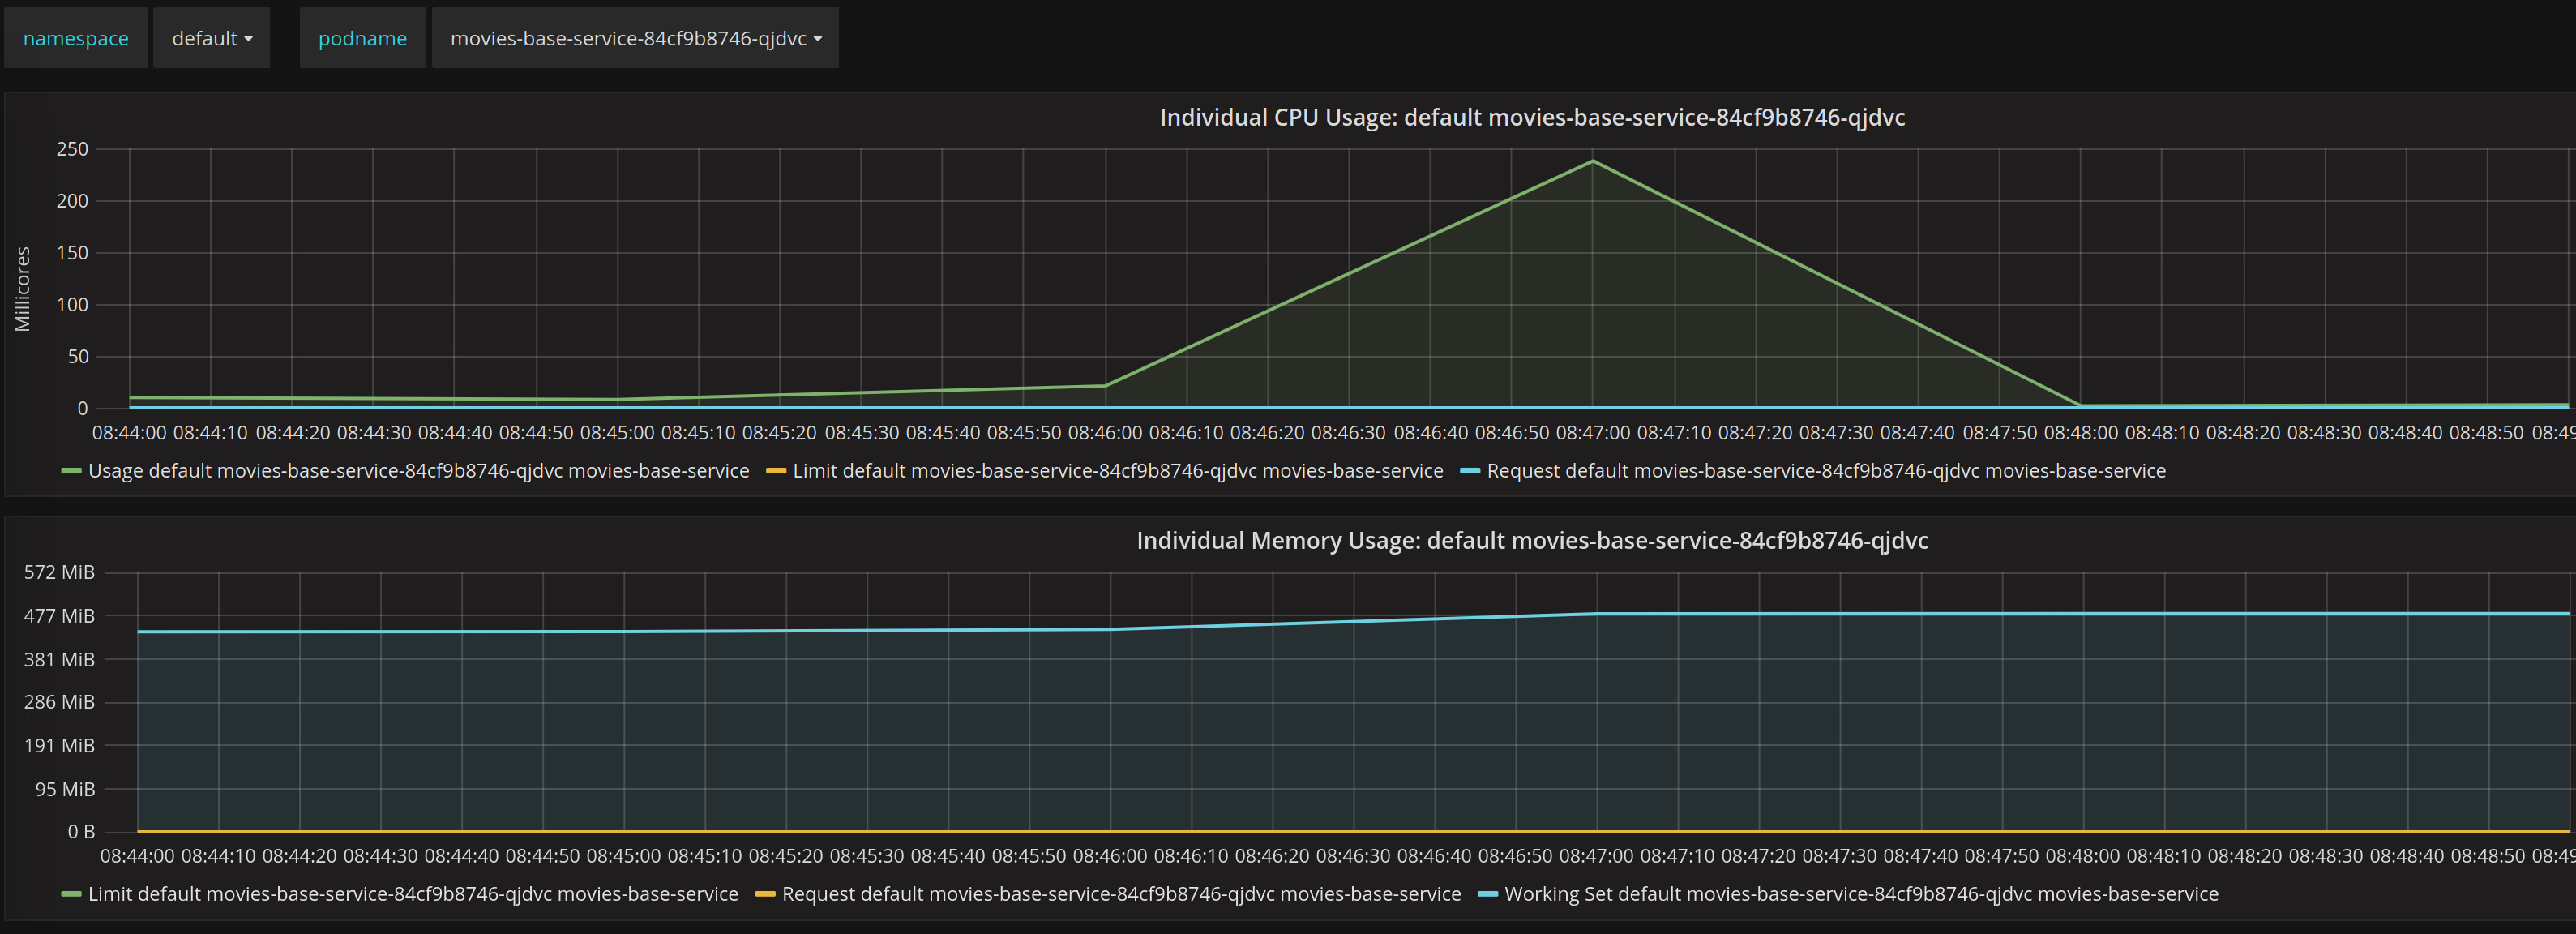 namespace default podname movies-base-service-84cf9b8746-qjdvc
Individual CPU Usage: default movies-base-service-84cf9b8746-qjdvc
Millicores
250
200
150
100
50
0
08:44:00 08:44:10 08:44:20 08:44:30 08:44:40 08:44:50 08:45:00 08:45:10 08:45:20 08:45:30 08:45:40 08:45:50 08:46:00 08:46:10 08:46:20 08:46:30 08:46:40 08:46:50 08:47:00 08:47:10 08:47:20 08:47:30 08:47:40 08:47:50 08:48:00 08:48:10 08:48:20 08:48:30 08:48:40 08:48:50 08:49
Usage default movies-base-service-84cf9b8746-qjdvc movies-base-service Limit default movies-base-service-84cf9b8746-qjdvc movies-base-service Request default movies-base-service-84cf9b8746-qjdvc movies-base-service
Individual Memory Usage: default movies-base-service-84cf9b8746-qjdvc
572 MiB
477 MiB
381 MiB
286 MiB
191 MiB
95 MiB
0 B
08:44:00 08:44:10 08:44:20 08:44:30 08:44:40 08:44:50 08:45:00 08:45:10 08:45:20 08:45:30 08:45:40 08:45:50 08:46:00 08:46:10 08:46:20 08:46:30 08:46:40 08:46:50 08:47:00 08:47:10 08:47:20 08:47:30 08:47:40 08:47:50 08:48:00 08:48:10 08:48:20 08:48:30 08:48:40 08:48:50 08:49
Limit default movies-base-service-84cf9b8746-qjdvc movies-base-service Request default movies-base-service-84cf9b8746-qjdvc movies-base-service Working Set default movies-base-service-84cf9b8746-qjdvc movies-base-service